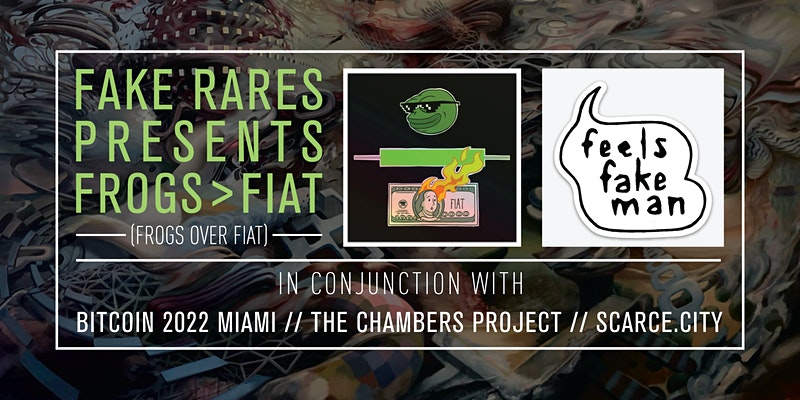 FAKE RARES
PRESENTS
FROGS>FIAT
(FROGS OVER FIAT)
FIAT
feels
fake
man
IN CONJUNCTION WITH
BITCOIN 2022 MIAMI // THE CHAMBERS PROJECT // SCARCE.CITY